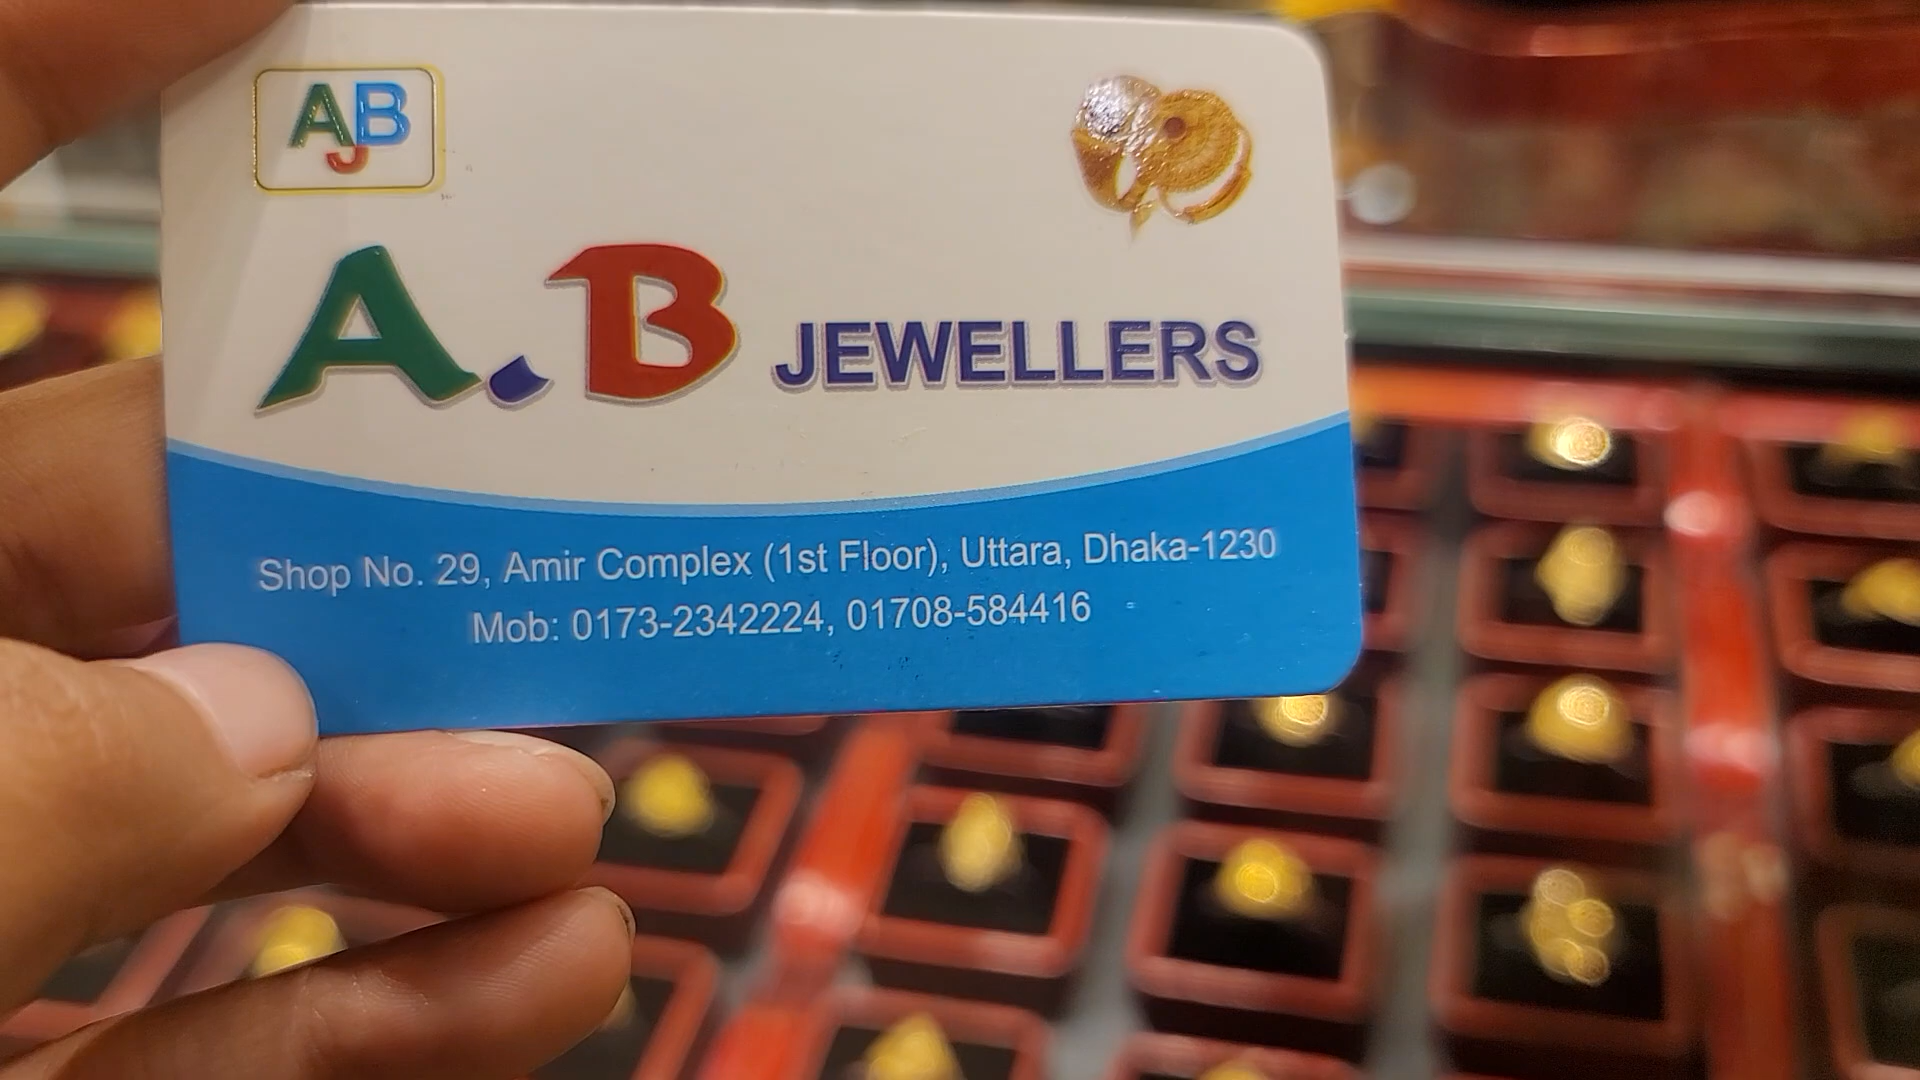 AJB
A.B JEWELLERS
Shop No. 29, Amir Complex (1st Floor), Uttara, Dhaka-1230
Mob: 0173-2342224, 01708-584416